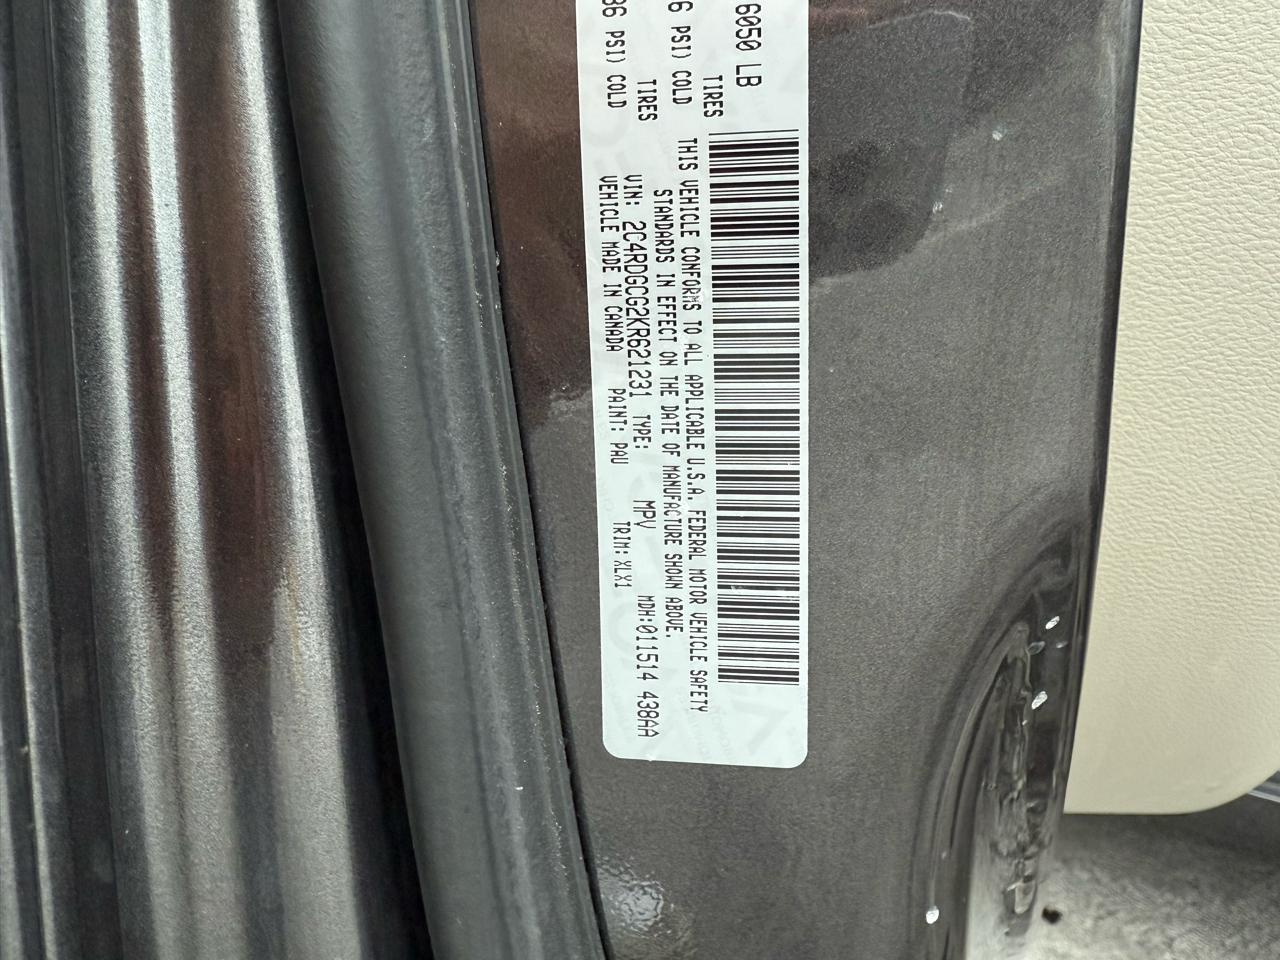 6050 LB
6 PSI) COLD TIRES
36 PSI) COLD TIRES
THIS VEHICLE CONFORMS TO ALL APPLICABLE U.S.A. FEDERAL MOTOR VEHICLE SAFETY
STANDARDS IN EFFECT ON THE DATE OF MANUFACTURE SHOWN ABOVE.
VIN: 2C4RDGCG2KR621231 TYPE: MPV MDH:011514 438AA
VEHICLE MADE IN CANADA PAINT: PAU TRIM: XLX1